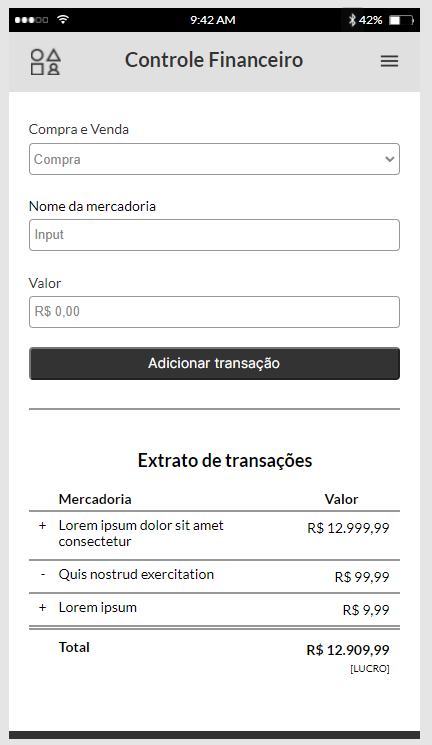 9:42 AM
42%
Controle Financeiro
Compra e Venda
Compra
Nome da mercadoria
Input
Valor
R$ 0,00
Adicionar transação
Extrato de transações
Mercadoria Valor
+ Lorem ipsum dolor sit amet R$ 12.999,99
consectetur
- Quis nostrud exercitation R$ 99,99
+ Lorem ipsum R$ 9,99
Total R$ 12.909,99
[LUCRO]